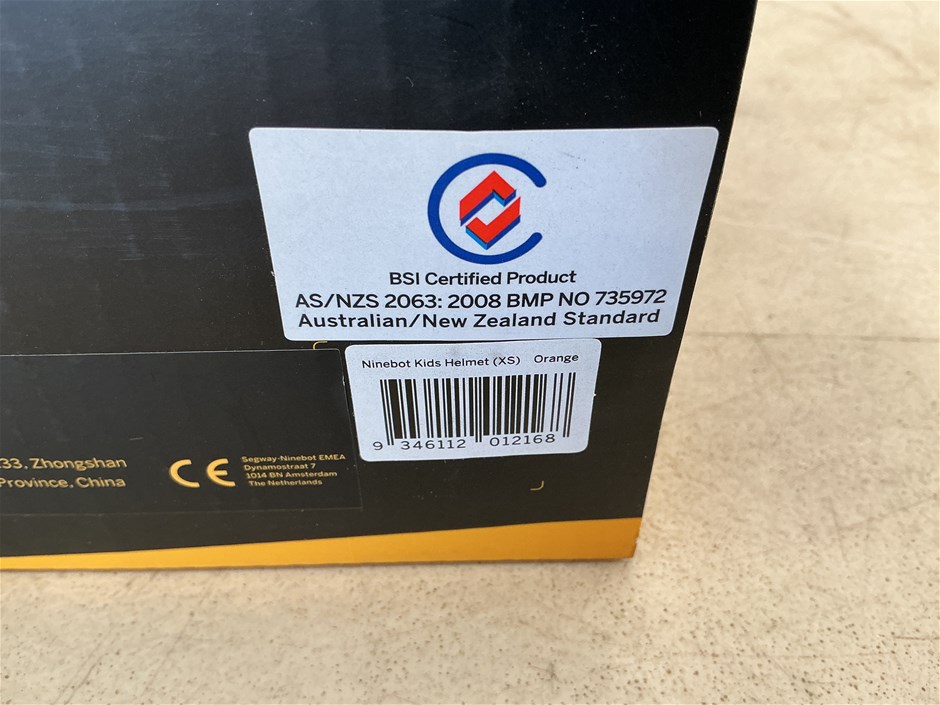 BSI Certified Product
AS/NZS 2063: 2008 BMP NO 735972
Australian/New Zealand Standard
Ninebot Kids Helmet (XS) Orange
9 346112 012168
33, Zhongshan
Province, China
CE
Segway-Ninebot EMEA
Dynamostraat 7
1014 BN Amsterdam
The Netherlands